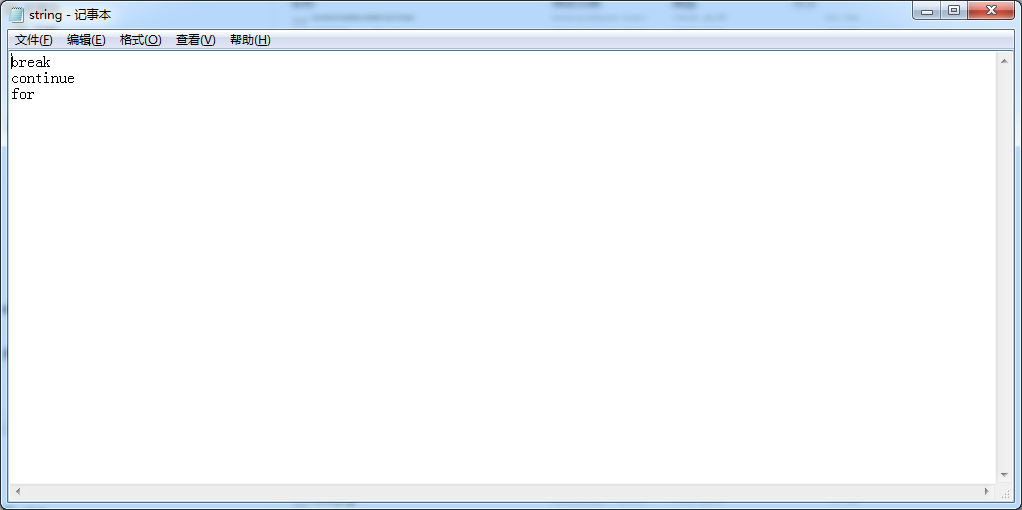 string - 记事本
文件(F) 编辑(E) 格式(O) 查看(V) 帮助(H)
break
continue
for